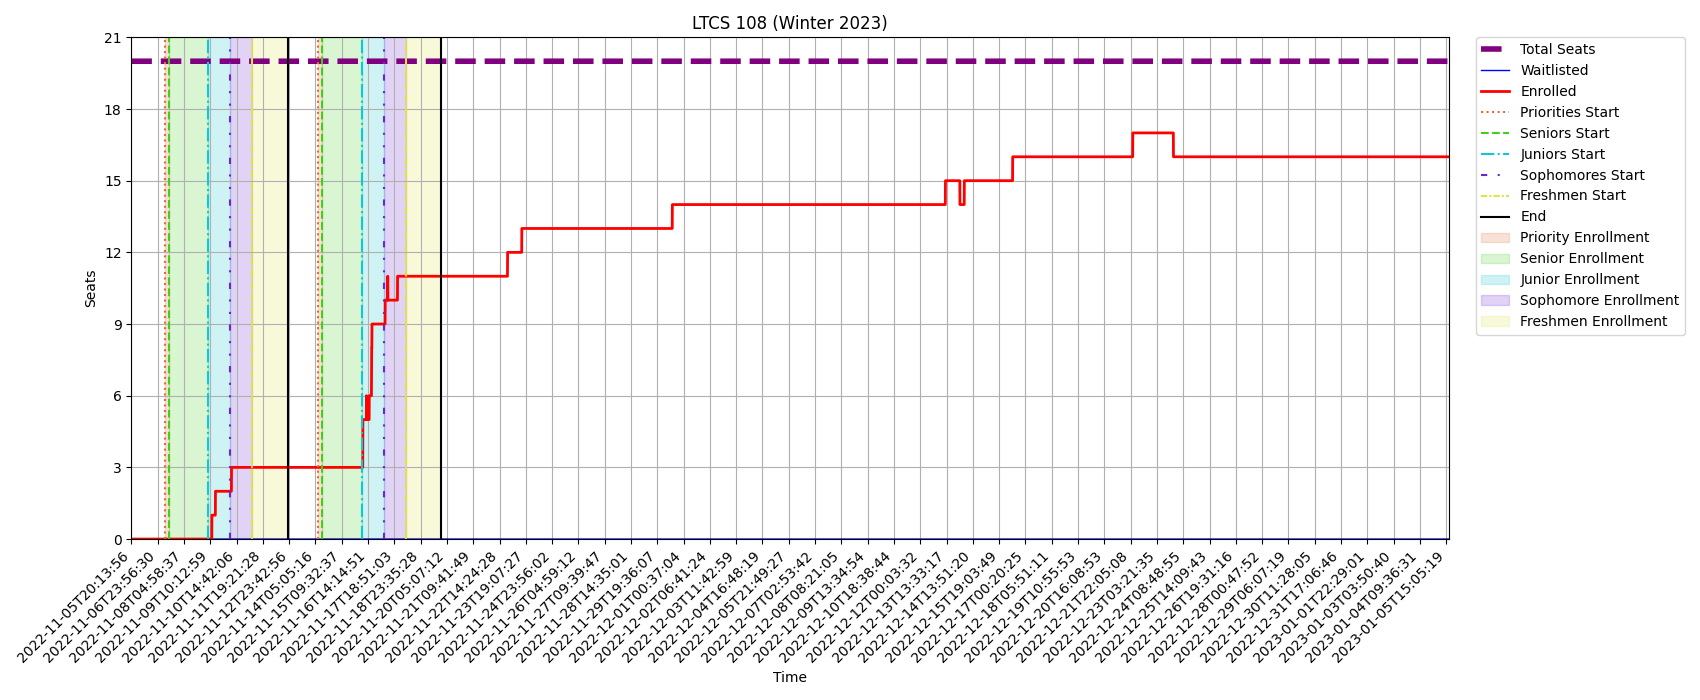 LTCS 108 (Winter 2023)
21
18
15
12
9
6
3
0
Seats
2022-11-05T20:13:56
2022-11-06T23:56:30
2022-11-08T04:58:37
2022-11-09T10:12:59
2022-11-10T14:42:06
2022-11-11T19:21:28
2022-11-12T23:42:56
2022-11-14T05:05:16
2022-11-15T09:32:37
2022-11-16T14:14:51
2022-11-17T18:51:03
2022-11-18T23:35:28
2022-11-20T05:07:12
2022-11-21T09:41:49
2022-11-22T14:24:28
2022-11-23T19:07:27
2022-11-24T23:56:02
2022-11-26T04:59:12
2022-11-27T09:39:47
2022-11-28T14:35:01
2022-11-29T19:36:07
2022-12-01T00:37:04
2022-12-02T06:41:24
2022-12-03T11:42:59
2022-12-04T16:48:19
2022-12-05T21:49:27
2022-12-07T02:53:42
2022-12-08T08:21:05
2022-12-09T13:34:54
2022-12-10T18:38:44
2022-12-12T00:03:32
2022-12-13T13:33:17
2022-12-14T13:51:20
2022-12-15T19:03:49
2022-12-17T00:20:25
2022-12-18T05:51:11
2022-12-19T10:55:53
2022-12-20T16:08:53
2022-12-21T22:05:08
2022-12-23T03:21:35
2022-12-24T08:48:55
2022-12-25T14:09:43
2022-12-26T19:31:16
2022-12-28T00:47:52
2022-12-29T06:07:19
2022-12-30T11:28:05
2022-12-31T17:06:46
2023-01-01T22:29:01
2023-01-03T03:50:40
2023-01-04T09:36:31
2023-01-05T15:05:19
Time
Total Seats
Waitlisted
Enrolled
Priorities Start
Seniors Start
Juniors Start
Sophomores Start
Freshmen Start
End
Priority Enrollment
Senior Enrollment
Junior Enrollment
Sophomore Enrollment
Freshmen Enrollment